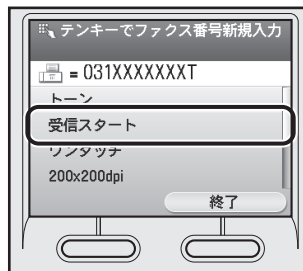 テンキーでファクス番号新規入力
= 031XXXXXXXT
トーン
受信スタート
ワンタッチ
200x200dpi
終了